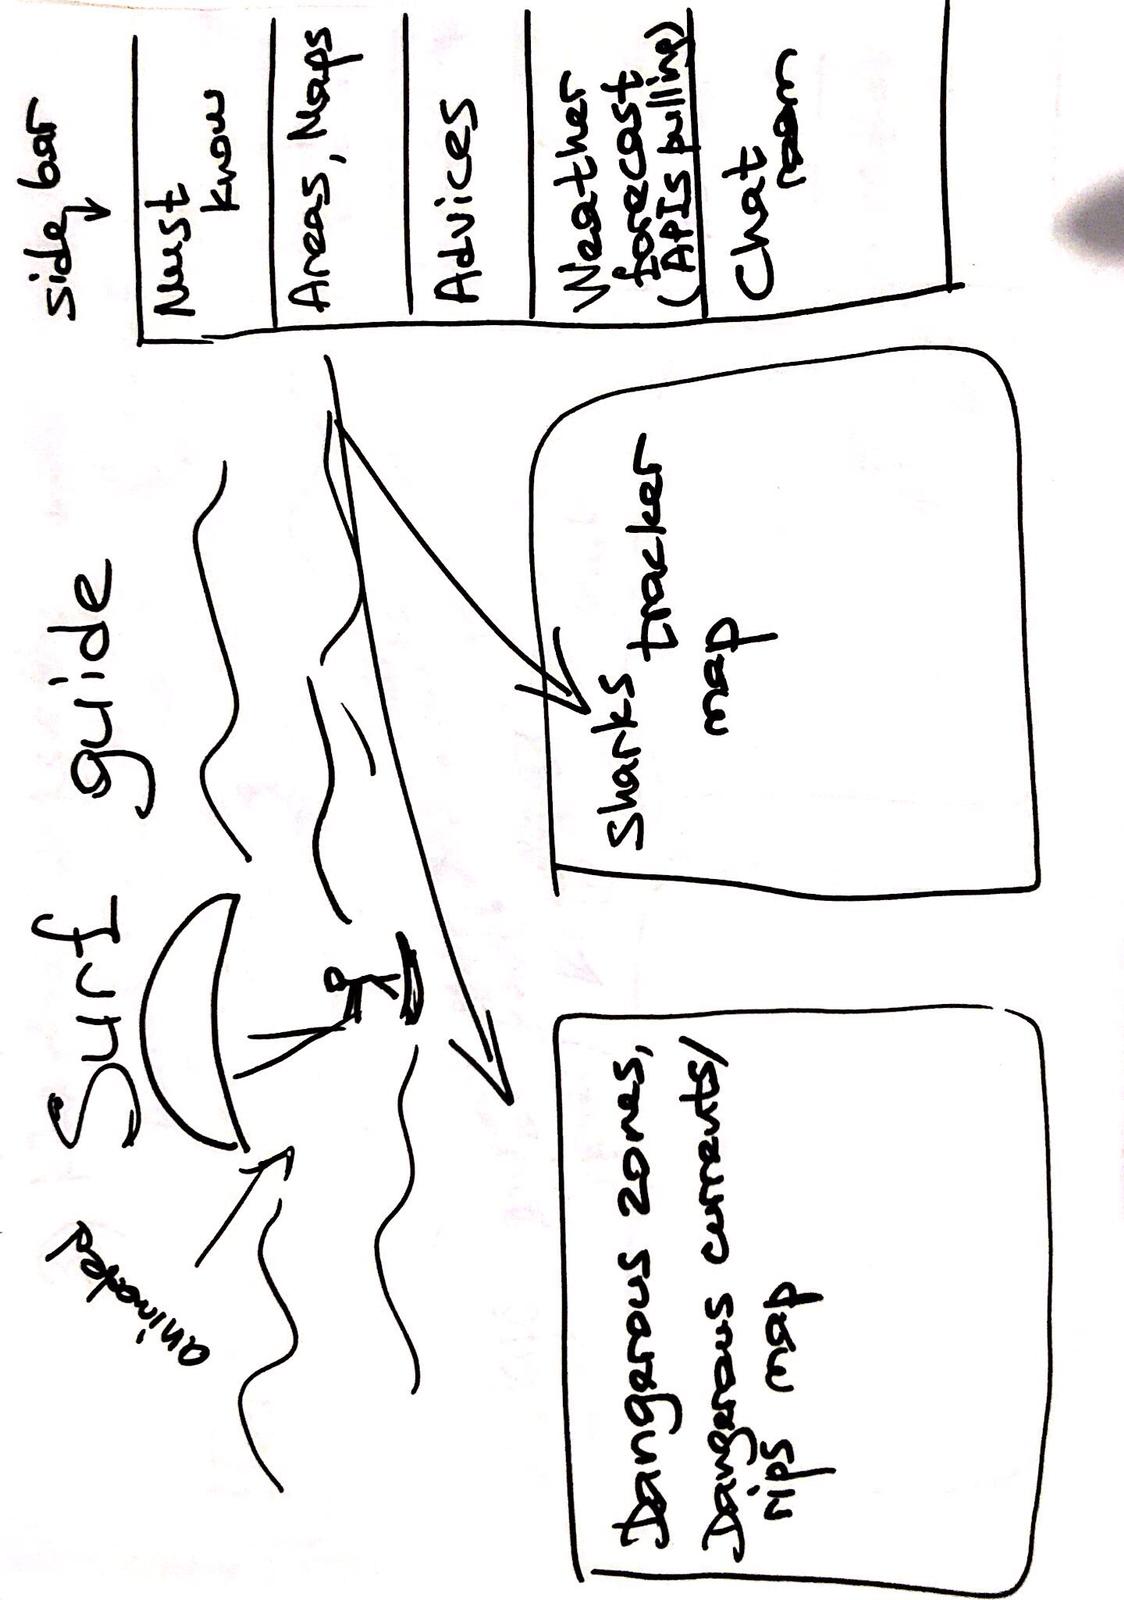 Surf guide
side bar
animated
Must
know
Areas, Maps
Advices
Weather
forecast
(APIs pulling)
Chat
room
Dangerous zones,
Dangerous currents/
rips map
Sharks tracker
map